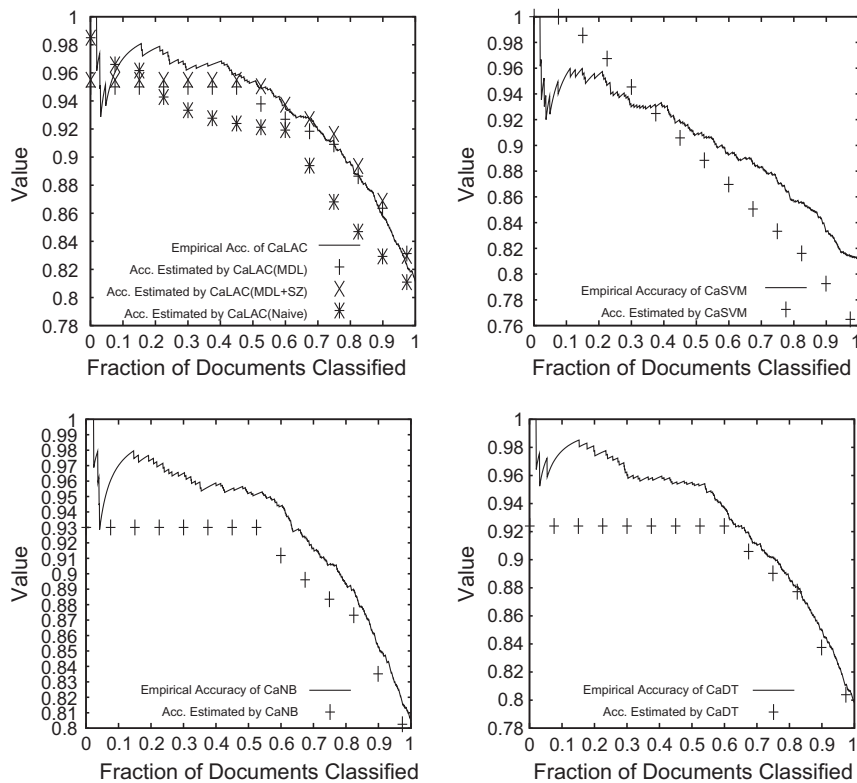 1
0.98
0.96
0.94
0.92
0.9
0.88
0.86
0.84
0.82
0.8
0.78
Value
Empirical Acc. of CaLAC
Acc. Estimated by CaLAC(MDL)
Acc. Estimated by CaLAC(MDL+SZ)
Acc. Estimated by CaLAC(Naive)
0 0.1 0.2 0.3 0.4 0.5 0.6 0.7 0.8 0.9 1
Fraction of Documents Classified
1
0.98
0.96
0.94
0.92
0.9
0.88
0.86
0.84
0.82
0.8
0.78
0.76
Value
Empirical Accuracy of CaSVM
Acc. Estimated by CaSVM
0 0.1 0.2 0.3 0.4 0.5 0.6 0.7 0.8 0.9 1
Fraction of Documents Classified
1
0.99
0.98
0.97
0.96
0.95
0.94
0.93
0.92
0.91
0.9
0.89
0.88
0.87
0.86
0.85
0.84
0.83
0.82
0.81
0.8
Value
Empirical Accuracy of CaNB
Acc. Estimated by CaNB
0 0.1 0.2 0.3 0.4 0.5 0.6 0.7 0.8 0.9 1
Fraction of Documents Classified
1
0.98
0.96
0.94
0.92
0.9
0.88
0.86
0.84
0.82
0.8
0.78
Value
Empirical Accuracy of CaDT
Acc. Estimated by CaDT
0 0.1 0.2 0.3 0.4 0.5 0.6 0.7 0.8 0.9 1
Fraction of Documents Classified